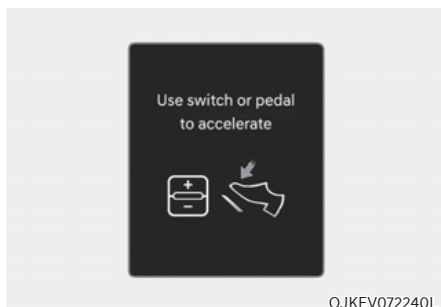 Use switch or pedal
to accelerate
+
−
OJKEV072240L